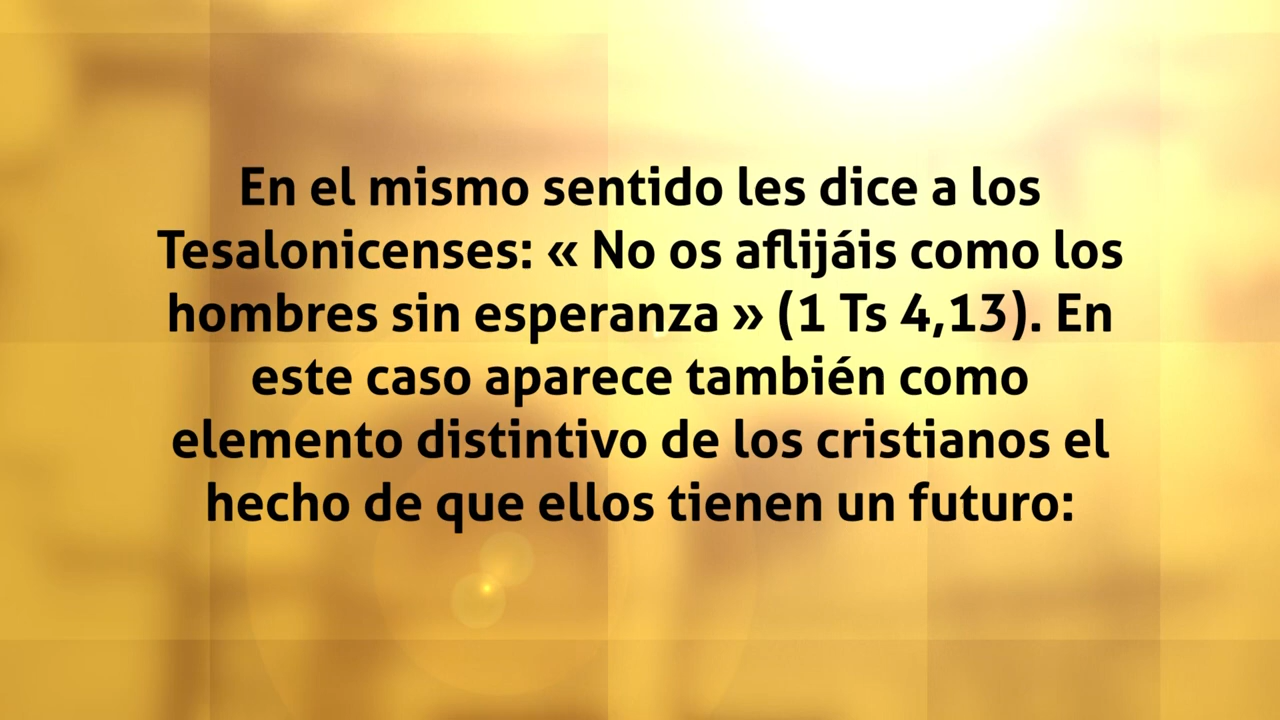 En el mismo sentido les dice a los
Tesalonicenses: « No os aflijáis como los
hombres sin esperanza » (1 Ts 4,13). En
este caso aparece también como
elemento distintivo de los cristianos el
hecho de que ellos tienen un futuro: